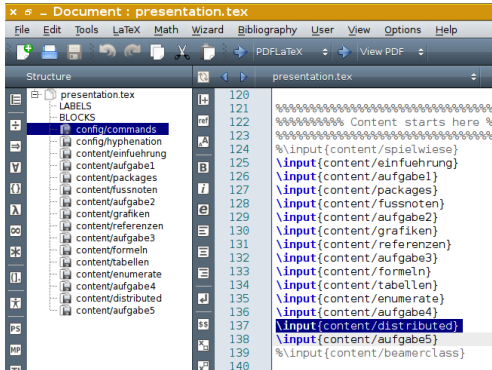 Document : presentation.tex
File Edit Tools LaTeX Math Wizard Bibliography User View Options Help
PDFLaTeX View PDF
Structure
presentation.tex
presentation.tex
LABELS
BLOCKS
config/commands
config/hyphenation
content/einfuehrung
content/aufgabe1
content/packages
content/fussnoten
content/aufgabe2
content/grafiken
content/referenzen
content/aufgabe3
content/formeln
content/tabellen
content/enumerate
content/aufgabe4
content/distributed
content/aufgabe5
ref
B
i
e
PS
MP
$$
120
121 %%%%%%%%%%%%%%%%%%%%%%%%%%%%%%%
122 %%%%%%%%%% Content starts here %
123 %%%%%%%%%%%%%%%%%%%%%%%%%%%%%%%
124 %\input{content/spielwiese}
125 \input{content/einfuehrung}
126 \input{content/aufgabe1}
127 \input{content/packages}
128 \input{content/fussnoten}
129 \input{content/aufgabe2}
130 \input{content/grafiken}
131 \input{content/referenzen}
132 \input{content/aufgabe3}
133 \input{content/formeln}
134 \input{content/tabellen}
135 \input{content/enumerate}
136 \input{content/aufgabe4}
137 \input{content/distributed}
138 \input{content/aufgabe5}
139 %\input{content/beamerclass}
140